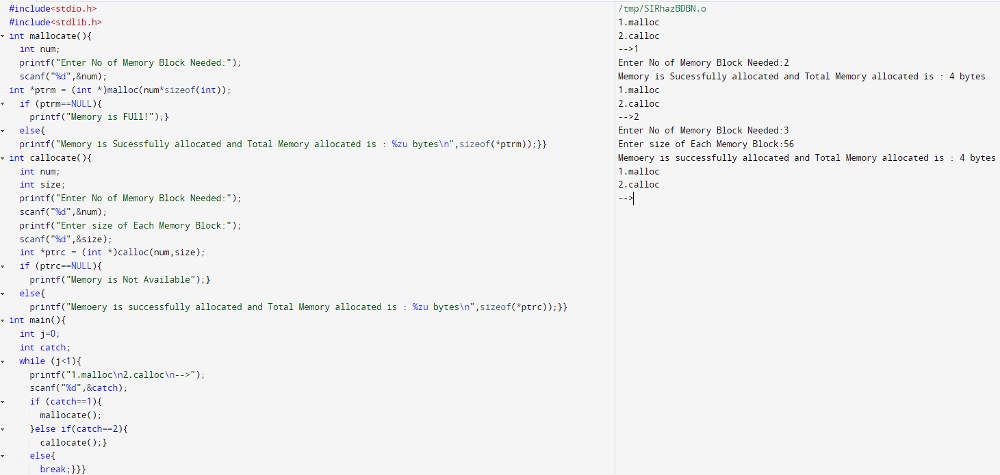 #include<stdio.h>
#include<stdlib.h>
int mallocate(){
  int num;
  printf("Enter No of Memory Block Needed:");
  scanf("%d",&num);
int *ptrm = (int *)malloc(num*sizeof(int));
  if (ptrm==NULL){
    printf("Memory is FUll!");}
  else{
  printf("Memory is Sucessfully allocated and Total Memory allocated is : %zu bytes\n",sizeof(*ptrm));}}
int callocate(){
  int num;
  int size;
  printf("Enter No of Memory Block Needed:");
  scanf("%d",&num);
  printf("Enter size of Each Memory Block:");
  scanf("%d",&size);
  int *ptrc = (int *)calloc(num,size);
  if (ptrc==NULL){
    printf("Memory is Not Available");}
  else{
    printf("Memoery is successfully allocated and Total Memory allocated is : %zu bytes\n",sizeof(*ptrc));}}
int main(){
  int j=0;
  int catch;
  while (j<1){
    printf("1.malloc\n2.calloc\n-->");
    scanf("%d",&catch);
    if (catch==1){
      mallocate();
    }else if(catch==2){
      callocate();}
    else{
      break;}}}
/tmp/SIRhazBDBN.o
1.malloc
2.calloc
-->1
Enter No of Memory Block Needed:2
Memory is Sucessfully allocated and Total Memory allocated is : 4 bytes
1.malloc
2.calloc
-->2
Enter No of Memory Block Needed:3
Enter size of Each Memory Block:56
Memoery is successfully allocated and Total Memory allocated is : 4 bytes
1.malloc
2.calloc
-->